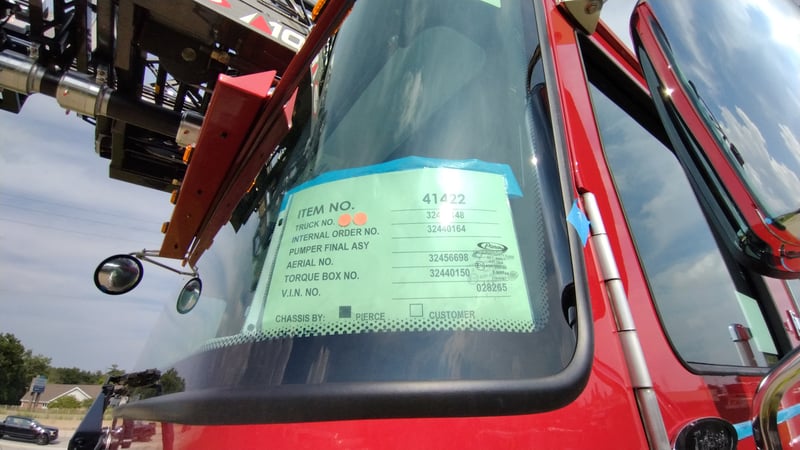 A10
ITEM NO. 41422
TRUCK NO.
INTERNAL ORDER NO. 32440164
PUMPER FINAL ASY
AERIAL NO. 32456698
TORQUE BOX NO. 32440150
V.I.N. NO. 028265
CHASSIS BY: PIERCE CUSTOMER